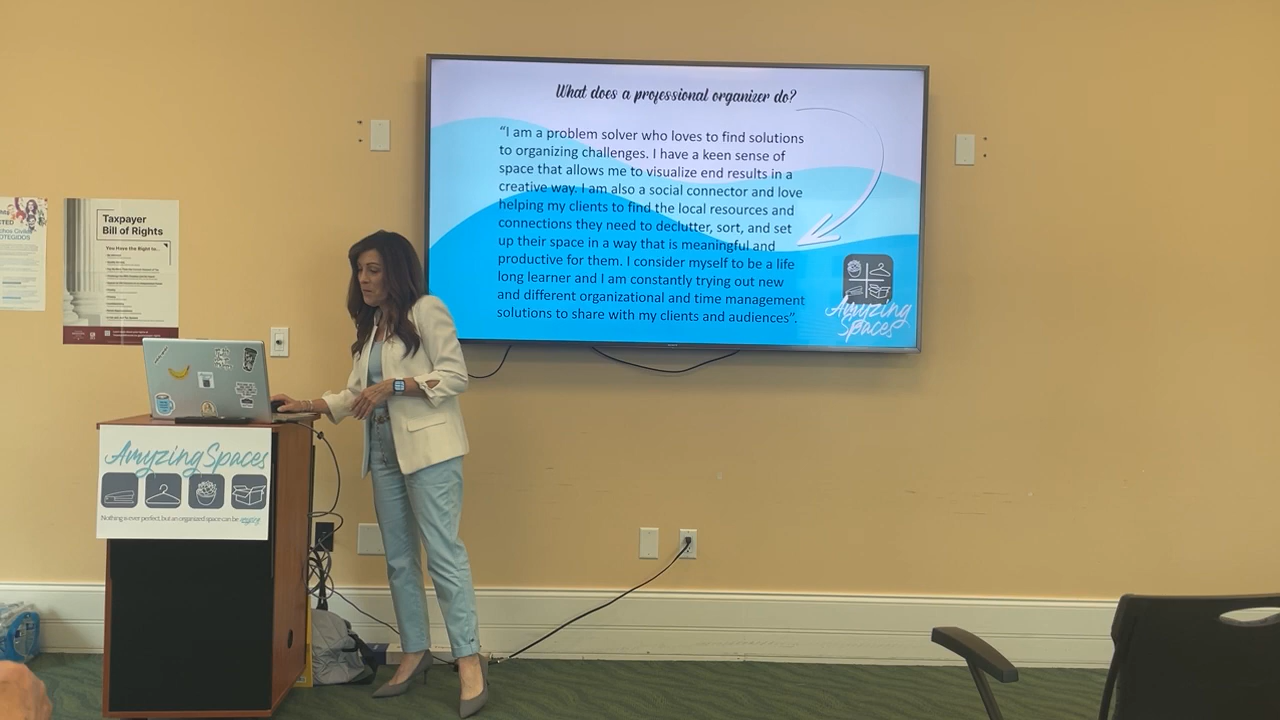 What does a professional organizer do?
“I am a problem solver who loves to find solutions
to organizing challenges. I have a keen sense of
space that allows me to visualize end results in a
creative way. I am also a social connector and love
helping my clients to find the local resources and
connections they need to declutter, sort, and set
up their space in a way that is meaningful and
productive for them. I consider myself to be a life
long learner and I am constantly trying out new
and different organizational and time management
solutions to share with my clients and audiences”.
Amyzing
Spaces
Taxpayer
Bill of Rights
You Have the Right to...
Amyzing Spaces
Nothing is ever perfect, but an organized space can be amyzing